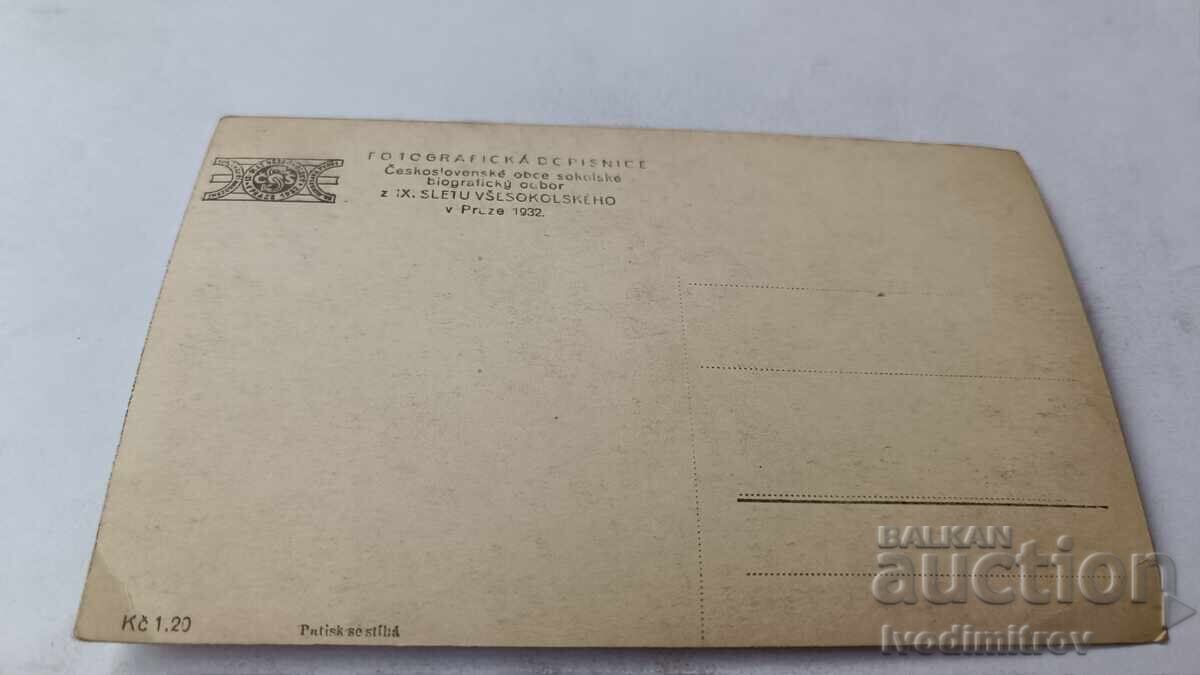 FOTOGRAFICKÁ DOPISNICE
Československé obce sokolské
biografický odbor
z IX. SLETU VŠESOKOLSKÉHO
v Praze 1932.
Kč 1.20
Patisk se stíhá
BALKAN
auction
Ivodimitrov